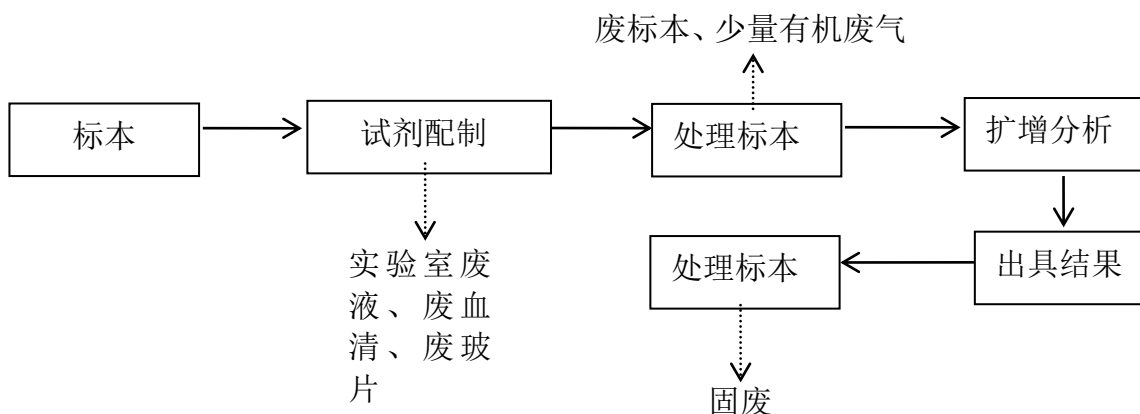 废标本、少量有机废气
标本
试剂配制
处理标本
扩增分析
实验室废
液、废血
清、废玻
片
处理标本
出具结果
固废